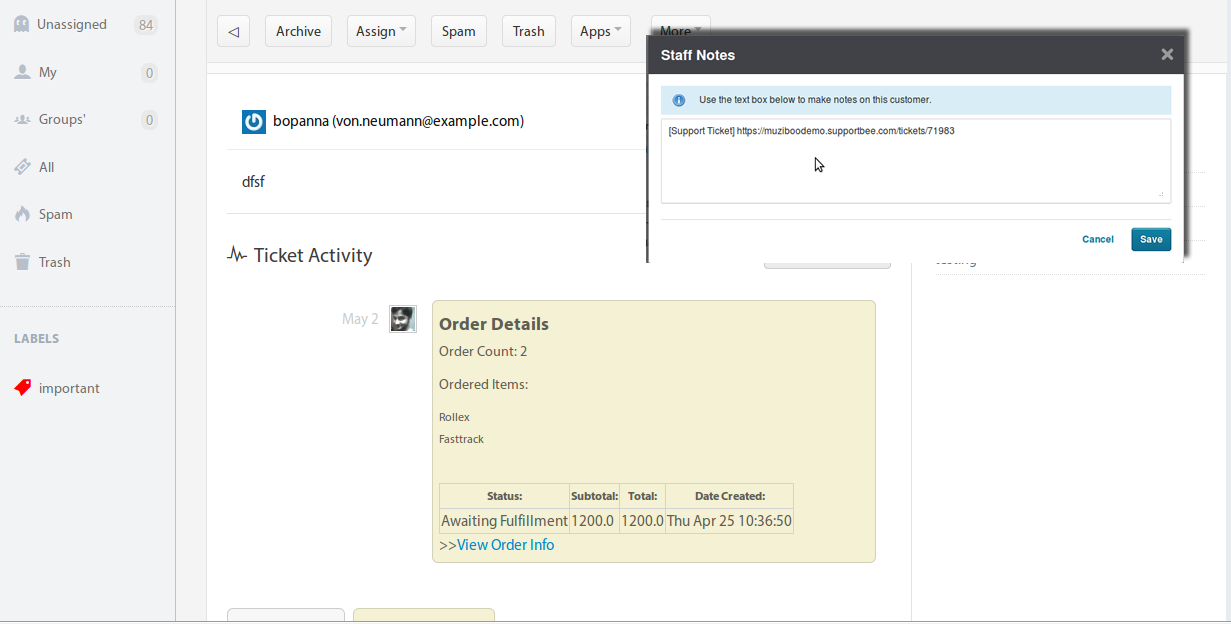 Unassigned 84
My 0
Groups' 0
All
Spam
Trash
LABELS
important
Archive Assign Spam Trash Apps More
bopanna (von.neumann@example.com)
dfsf
Ticket Activity
May 2
Order Details
Order Count: 2
Ordered Items:
Rollex
Fasttrack
Status: Subtotal: Total: Date Created:
Awaiting Fulfillment 1200.0 1200.0 Thu Apr 25 10:36:50
>>View Order Info
Staff Notes
Use the text box below to make notes on this customer.
[Support Ticket] https://muziboodemo.supportbee.com/tickets/71983
Cancel Save